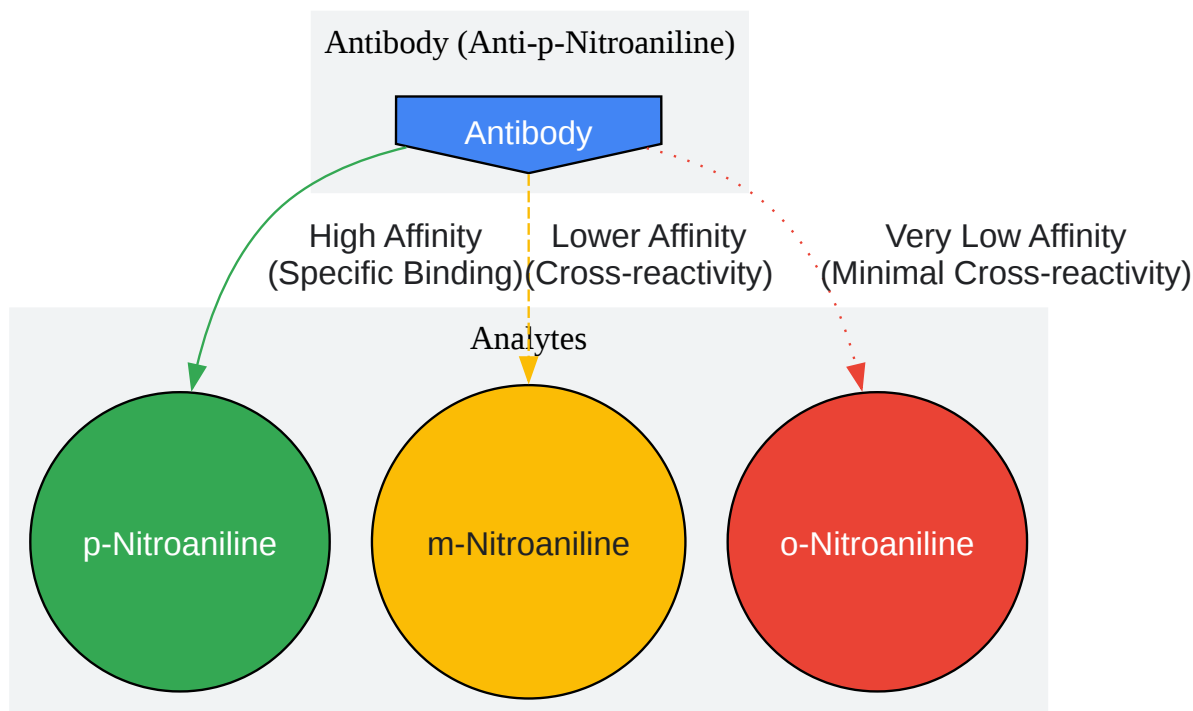 Antibody (Anti-p-Nitroaniline)
Antibody
High Affinity
(Specific Binding)
Lower Affinity
(Cross-reactivity)
Very Low Affinity
(Minimal Cross-reactivity)
Analytes
p-Nitroaniline
m-Nitroaniline
o-Nitroaniline